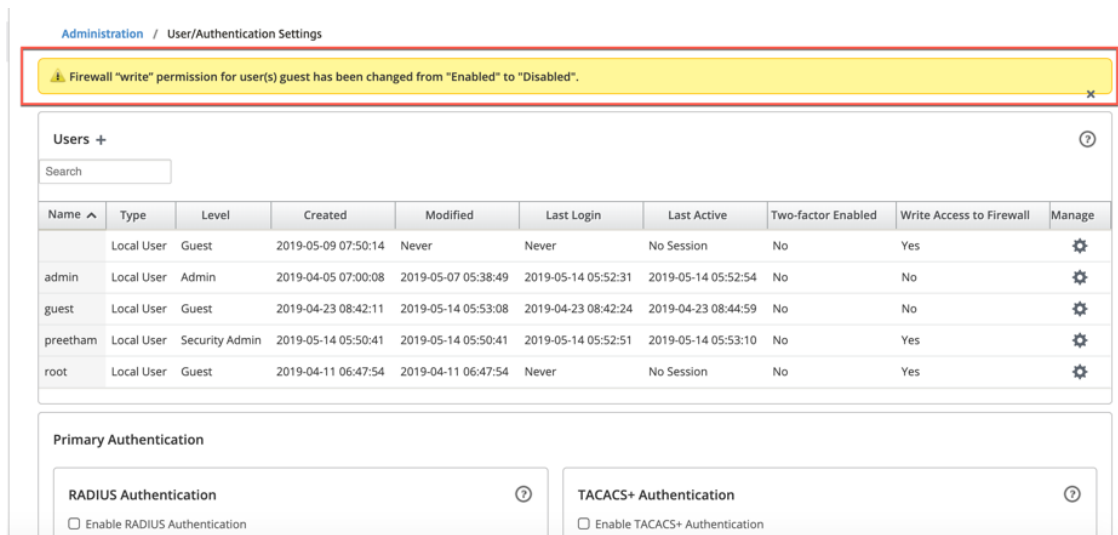 Administration / User/Authentication Settings
Firewall “write” permission for user(s) guest has been changed from "Enabled" to "Disabled".
×
Users + ?
Search
Name Type Level Created Modified Last Login Last Active Two-factor Enabled Write Access to Firewall Manage
Local User Guest 2019-05-09 07:50:14 Never Never No Session No Yes
admin Local User Admin 2019-04-05 07:00:08 2019-05-07 05:38:49 2019-05-14 05:52:31 2019-05-14 05:52:54 No No
guest Local User Guest 2019-04-23 08:42:11 2019-05-14 05:53:08 2019-04-23 08:42:24 2019-04-23 08:44:59 No No
preetham Local User Security Admin 2019-05-14 05:50:41 2019-05-14 05:50:41 2019-05-14 05:52:51 2019-05-14 05:53:10 No Yes
root Local User Guest 2019-04-11 06:47:54 2019-04-11 06:47:54 Never No Session No Yes
Primary Authentication
RADIUS Authentication ? TACACS+ Authentication ?
Enable RADIUS Authentication Enable TACACS+ Authentication